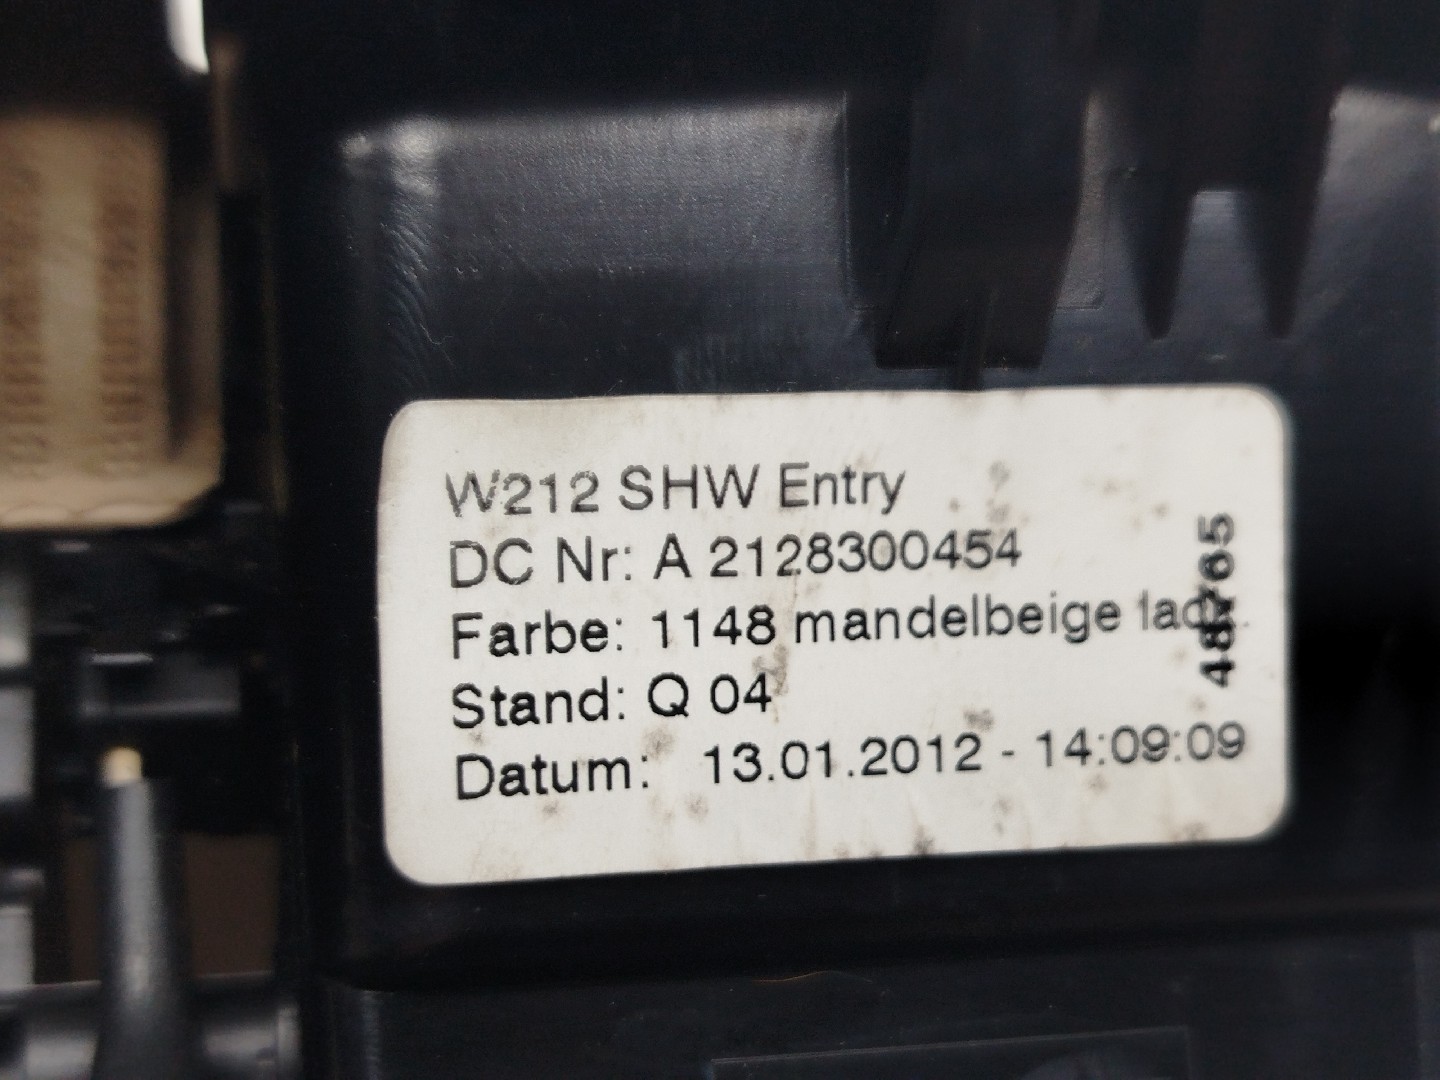 W212 SHW Entry
DC Nr: A 2128300454
Farbe: 1148 mandelbeige
Stand: Q 04
Datum: 13.01.2012 - 14:09:09